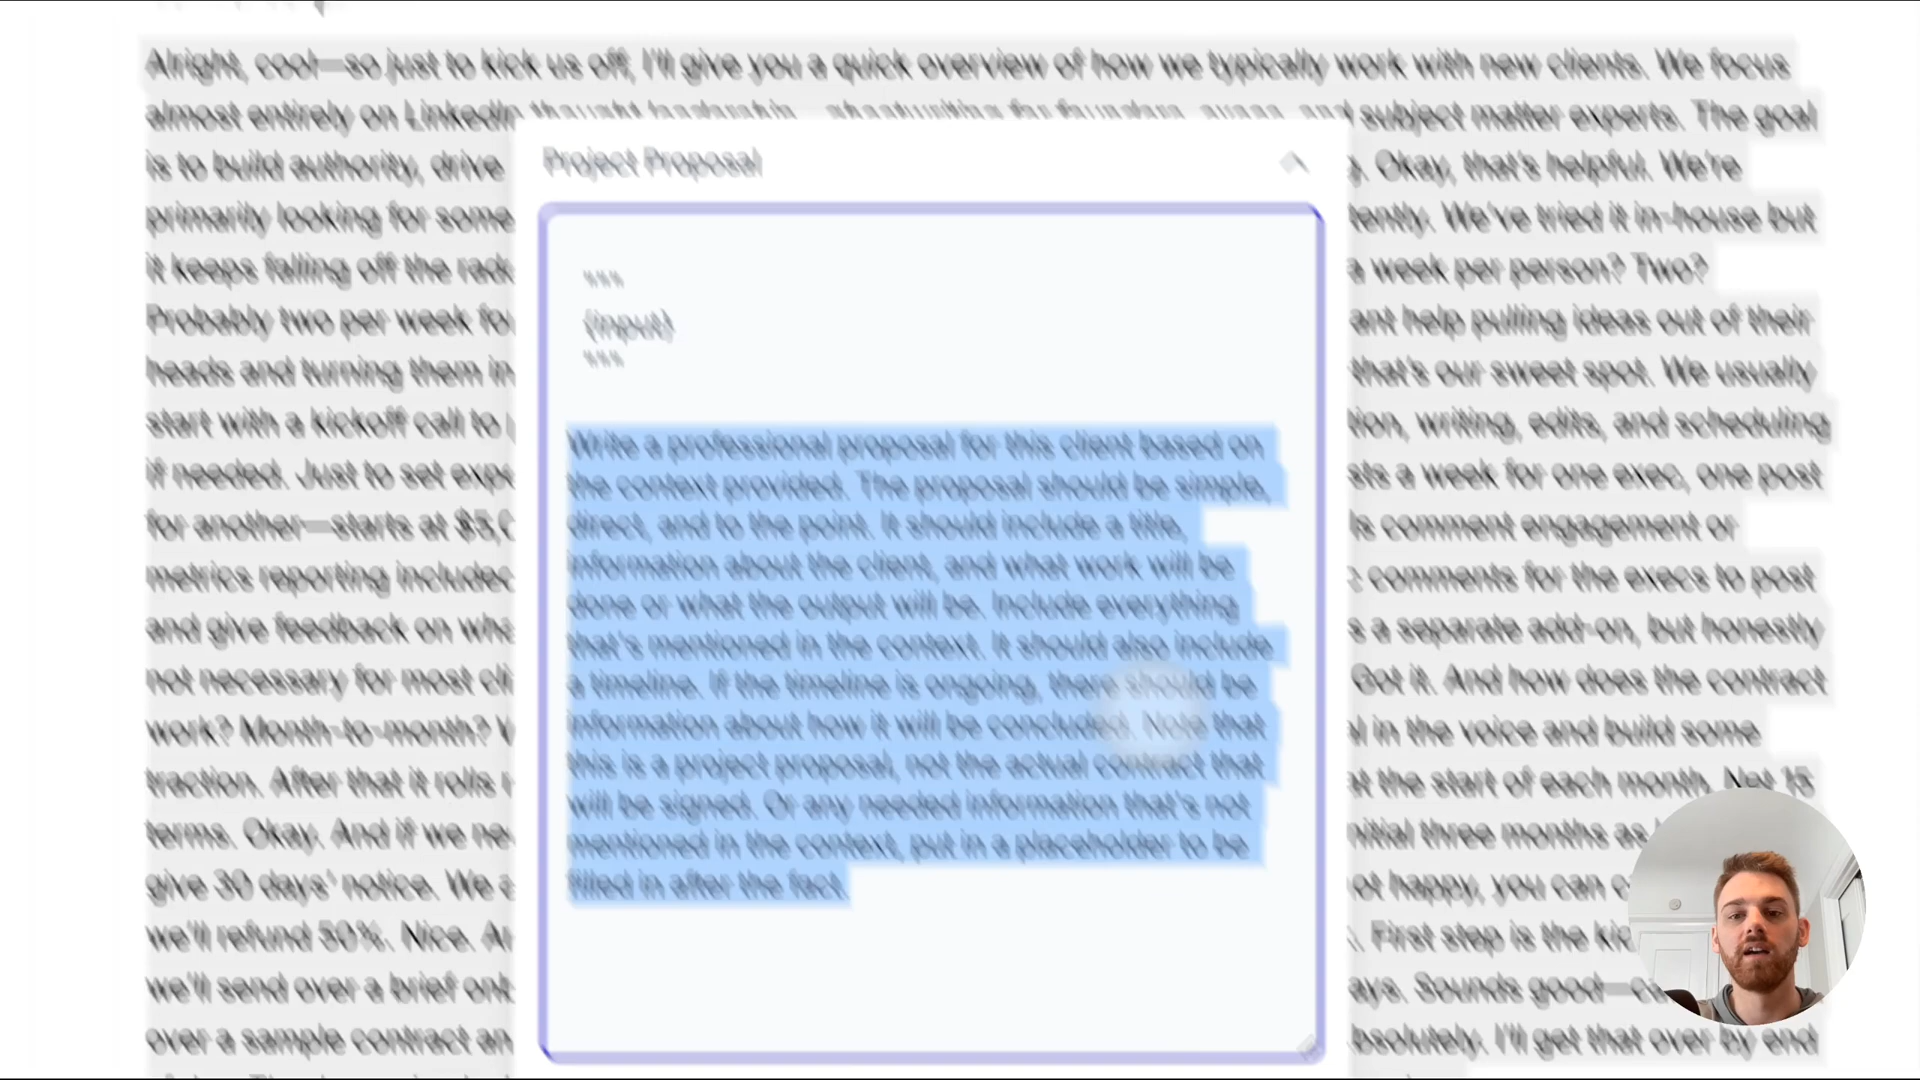 Alright, cool—so just to kick us off, I'll give you a quick overview of how we typically work with new clients. We focus
almost entirely on LinkedIn thought leadership—ghostwriting for founders, execs, and subject matter experts. The goal
is to build authority, drive
. Okay, that's helpful. We're
primarily looking for some
We've tried it in-house but
it keeps falling off the
a week per person? Two?
Probably two per week
help pulling ideas out of their
heads and turning them
that's our sweet spot. We usually
start with a kickoff call to
writing, edits, and scheduling
if needed. Just to set
a week for one exec, one post
for another—starts at
comment engagement or
metrics reporting
comments for the execs to post
and give feedback on
a separate add-on, but honestly
not necessary for most
Got it. And how does the contract
work? Month-to-month?
in the voice and build some
traction. After that it rolls
the start of each month. Net 15
terms. Okay. And if we
three months as
give 30 days' notice. We
happy, you can
we'll refund 50%. Nice.
First step is the
we'll send over a brief
Sounds good—
over a sample contract
I'll get that over by end
Project Proposal
"""
{input}
"""
Write a professional proposal for this client based on
the context provided. The proposal should be simple,
direct, and to the point. It should include a title,
information about the client, and what work will be
done or what the output will be. Include everything
that's mentioned in the context. It should also include
a timeline. If the timeline is ongoing, there should be
information about how it will be concluded. Note that
this is a project proposal, not the actual contract that
will be signed. Or any needed information that's not
mentioned in the context, put in a placeholder to be
filled in after the fact.